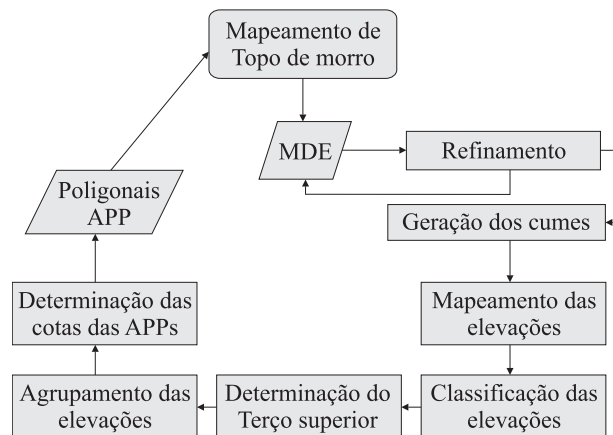 Mapeamento de
Topo de morro
MDE
Refinamento
Poligonais
APP
Geração dos cumes
Determinação das
cotas das APPs
Mapeamento das
elevações
Agrupamento das
elevações
Determinação do
Terço superior
Classificação das
elevações